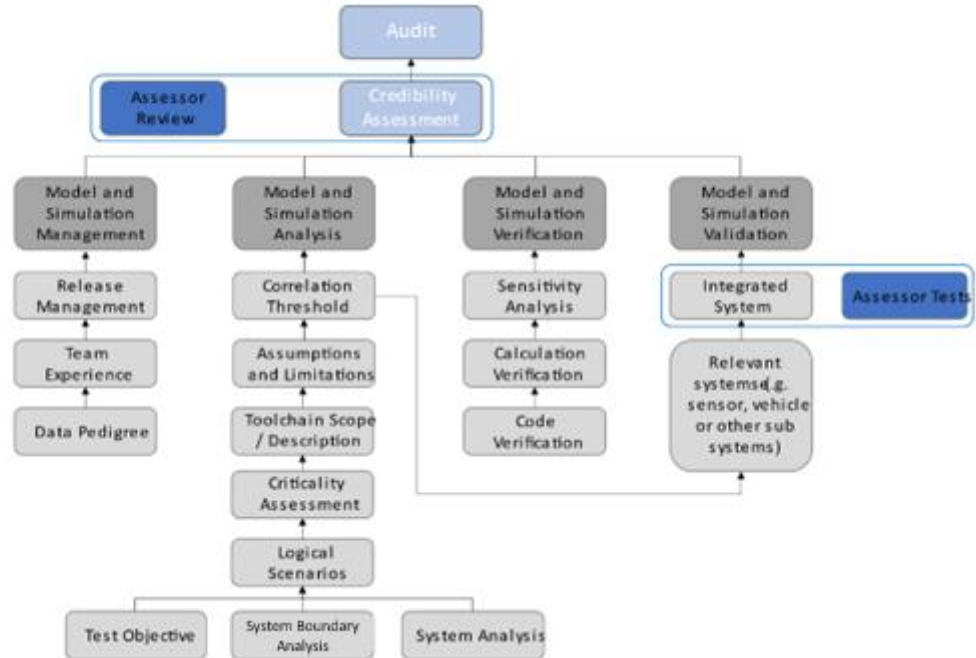 Audit
Assessor
Review
Credibility
Assessment
Model and
Simulation
Management
Model and
Simulation
Analysis
Model and
Simulation
Verification
Model and
Simulation
Validation
Release
Management
Correlation
Threshold
Sensitivity
Analysis
Integrated
System
Assessor Tests
Team
Experience
Assumptions
and Limitations
Calculation
Verification
Relevant
systemse(.g.
sensor, vehicle
or other sub
systems)
Data Pedigree
Toolchain Scope
/ Description
Code
Verification
Criticality
Assessment
Logical
Scenarios
Test Objective
System Boundary
Analysis
System Analysis